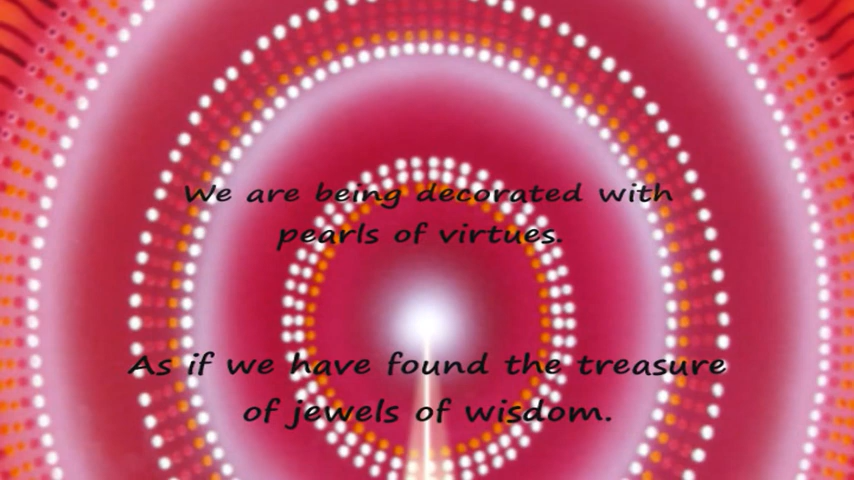 We are being decorated with
pearls of virtues.
As if we have found the treasure
of jewels of wisdom.